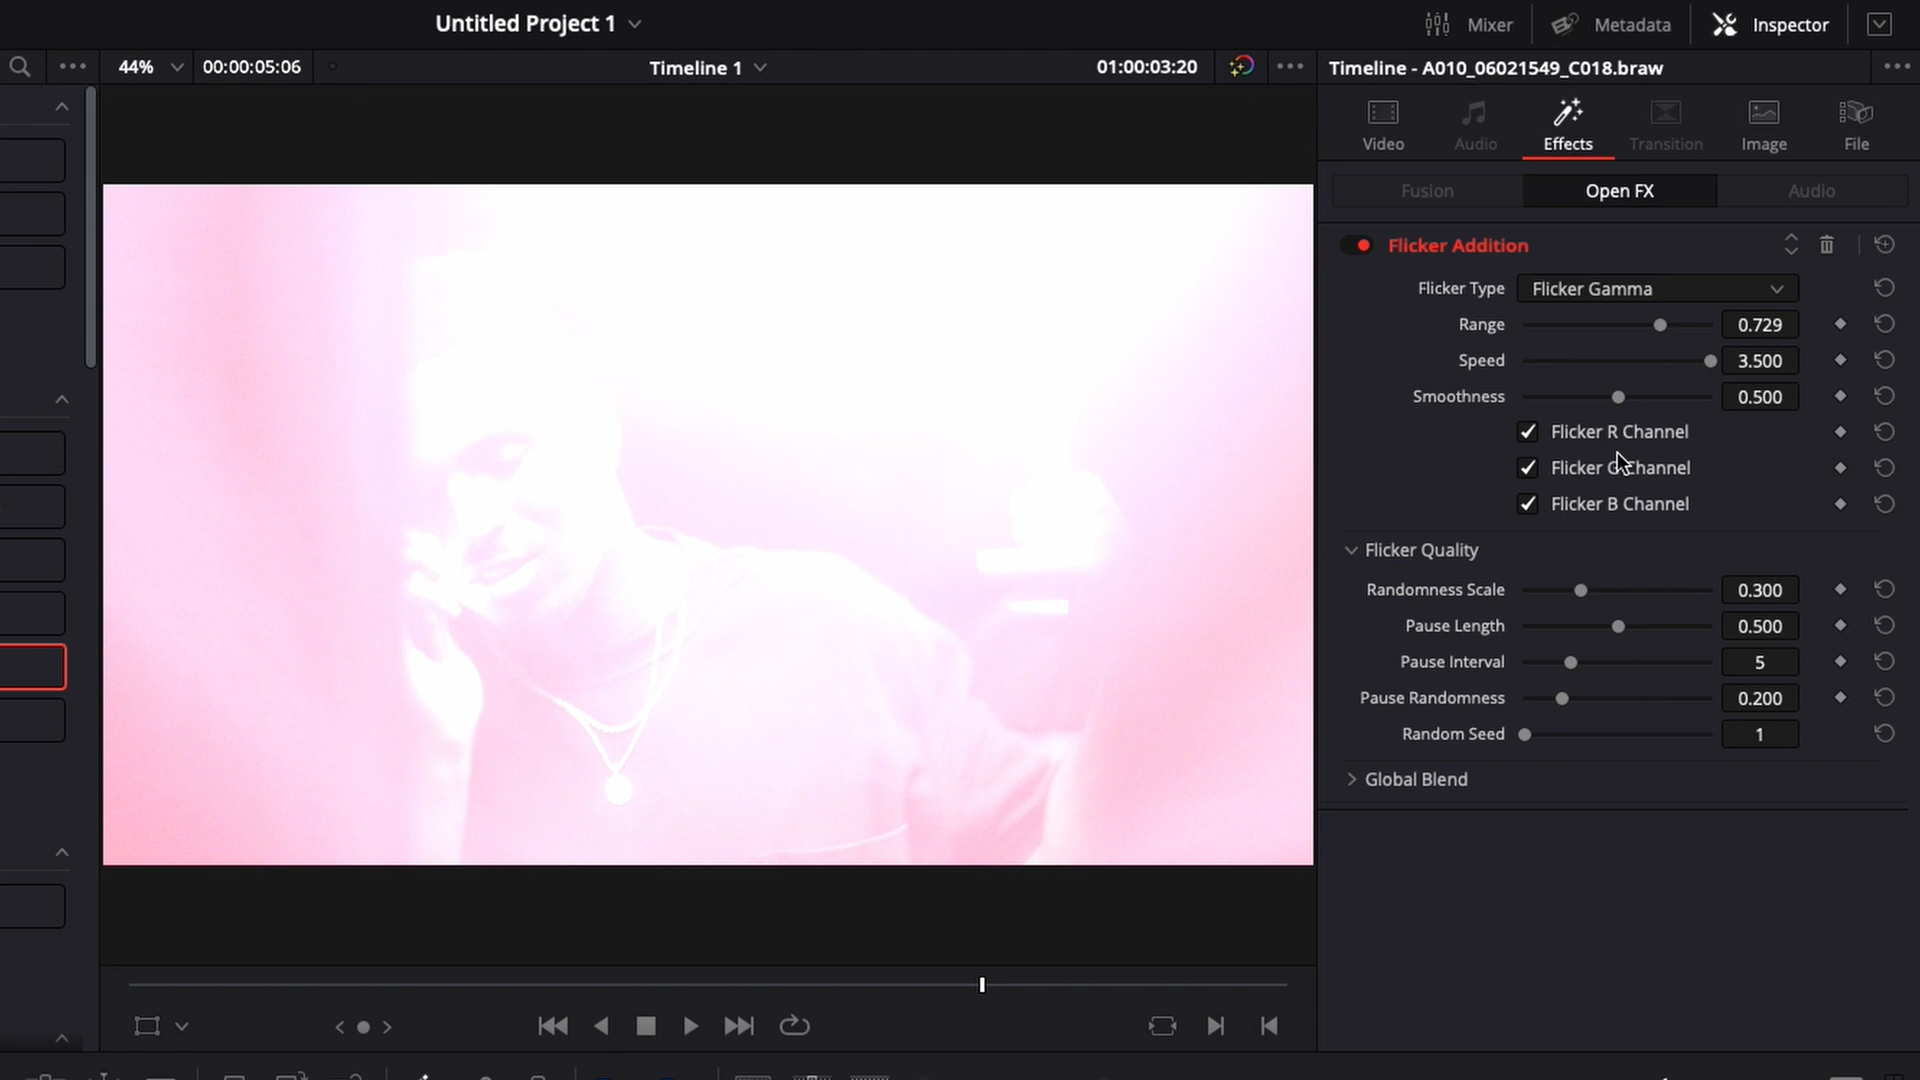 Untitled Project 1
Mixer
Metadata
Inspector
44%
00:00:05:06
Timeline 1
01:00:03:20
Timeline - A010_06021549_C018.braw
Video
Audio
Effects
Transition
Image
File
Fusion
Open FX
Audio
Flicker Addition
Flicker Type
Flicker Gamma
Range
0.729
Speed
3.500
Smoothness
0.500
Flicker R Channel
Flicker G Channel
Flicker B Channel
Flicker Quality
Randomness Scale
0.300
Pause Length
0.500
Pause Interval
5
Pause Randomness
0.200
Random Seed
1
Global Blend